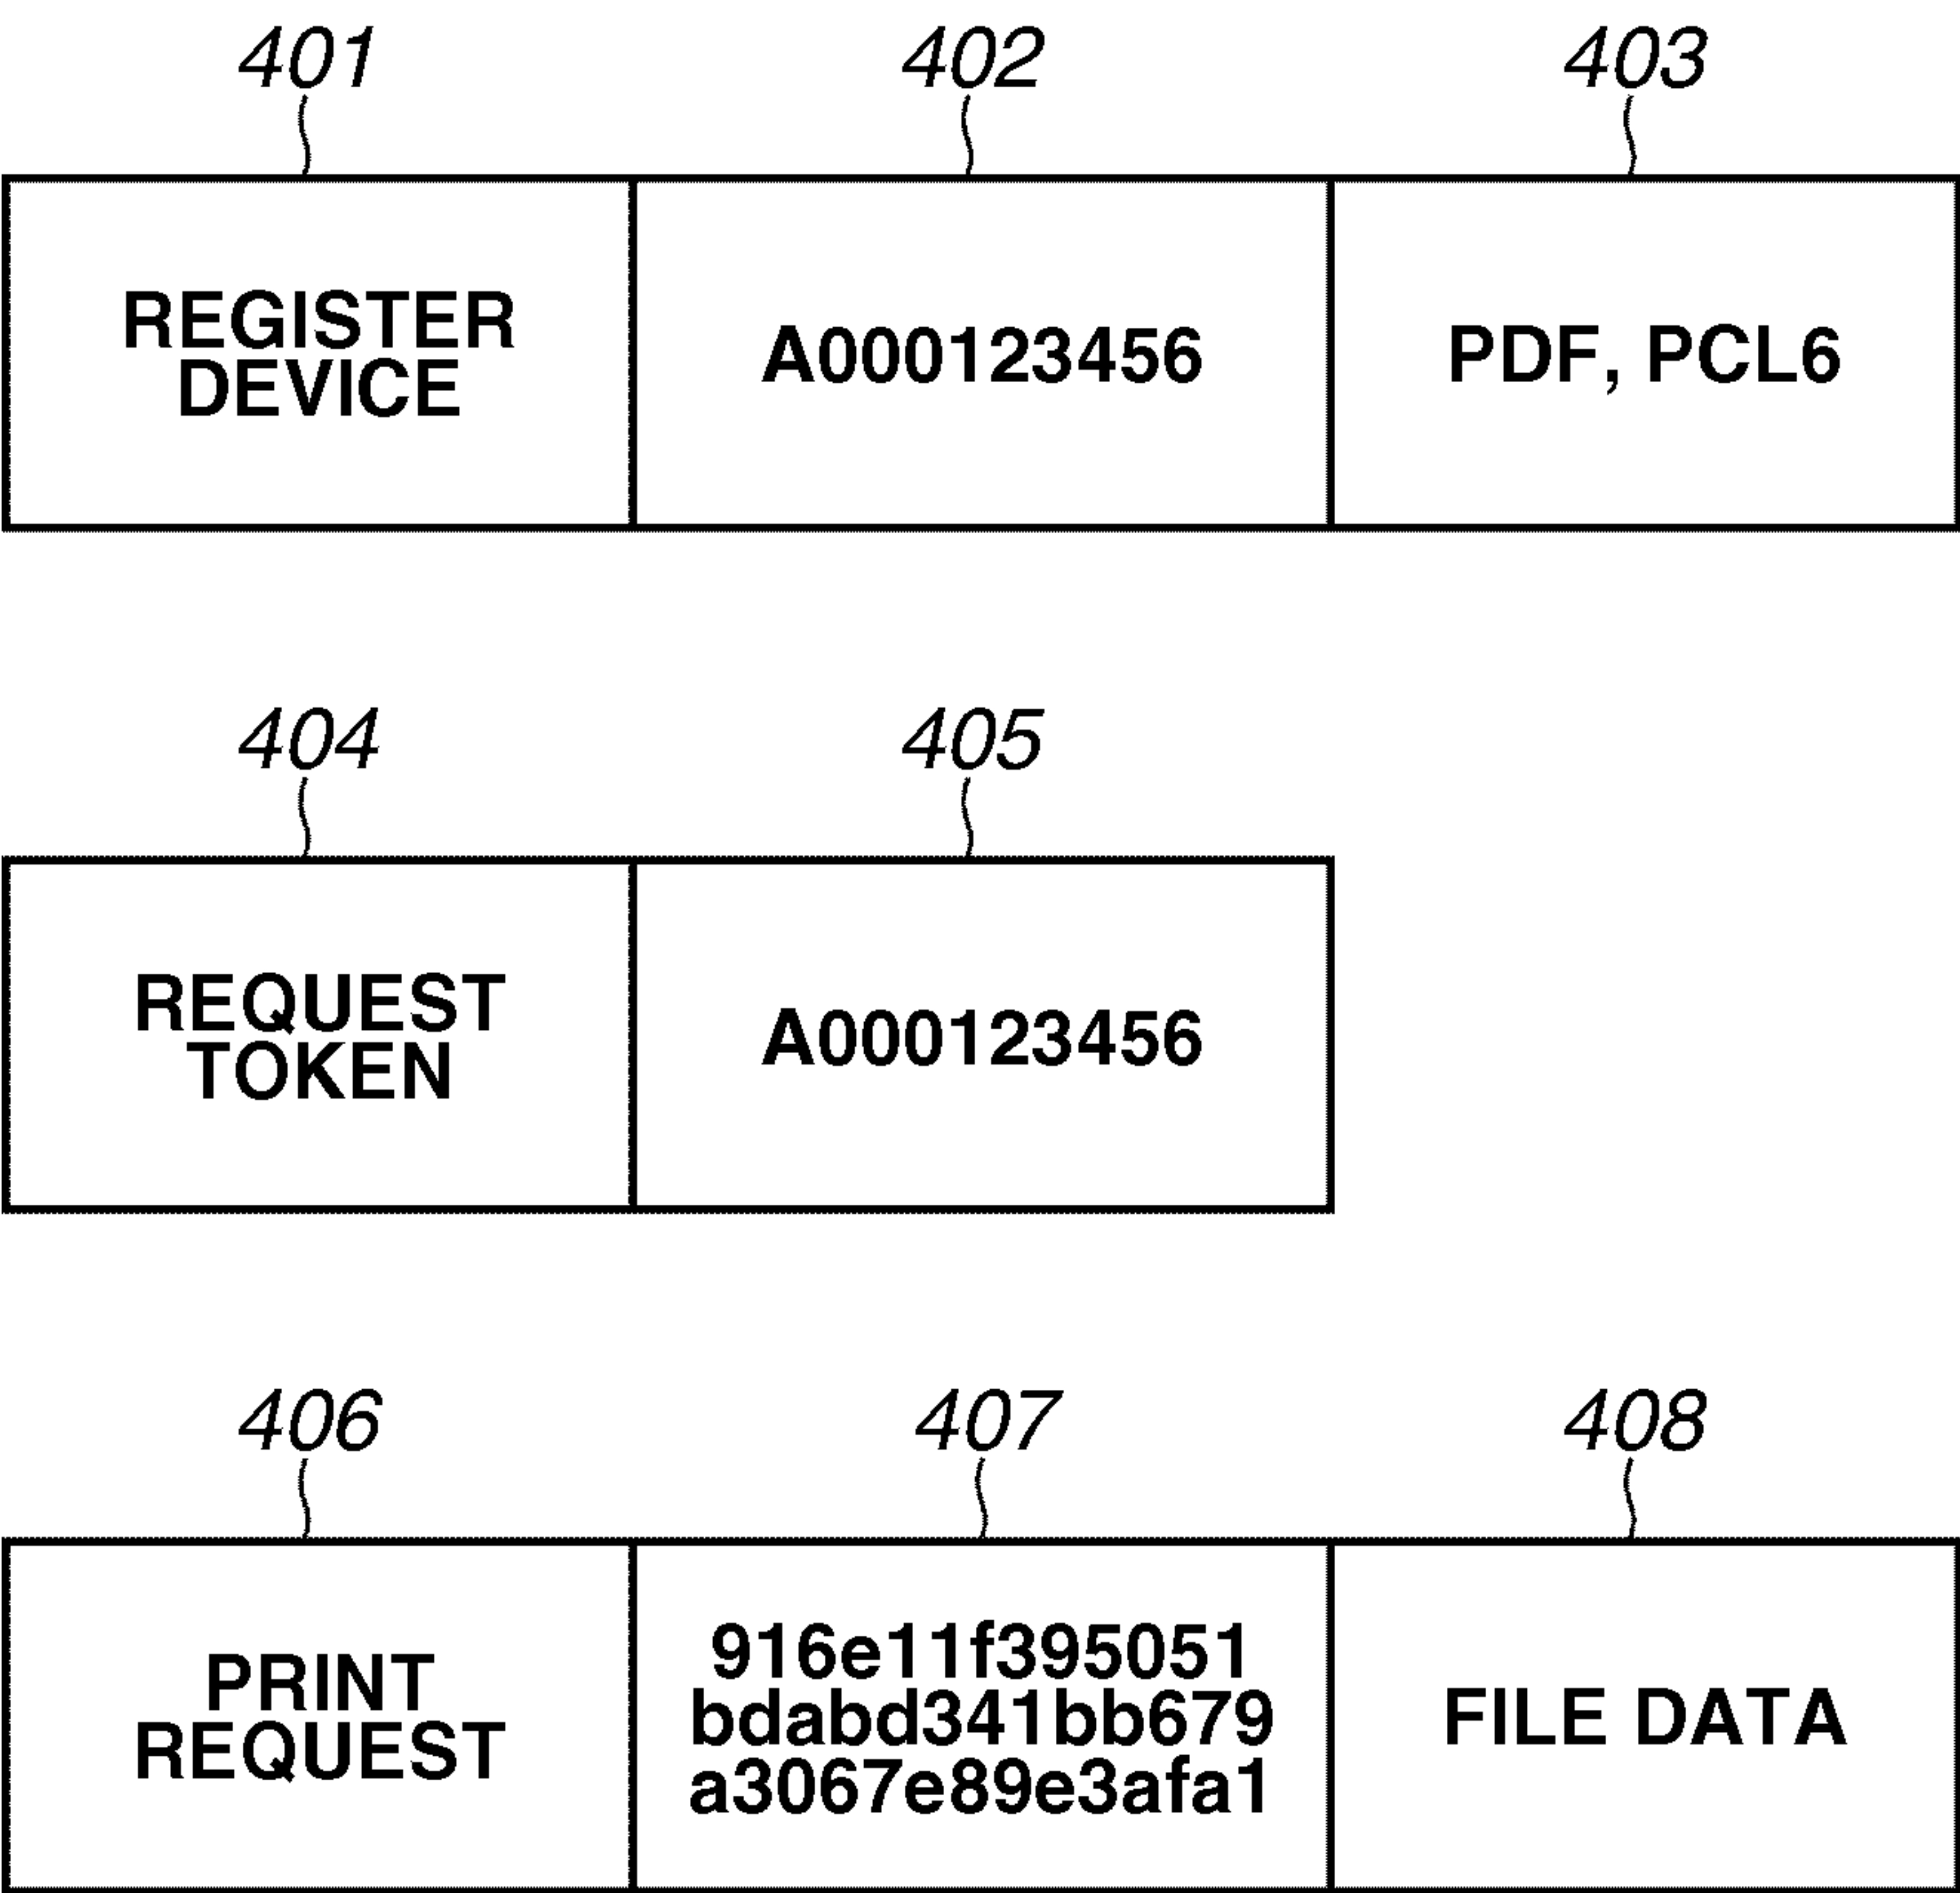 401 402 403
REGISTER
DEVICE
A000123456
PDF, PCL6
404 405
REQUEST
TOKEN
A000123456
406 407 408
PRINT
REQUEST
916e11f395051
bdabd341bb679
a3067e89e3afa1
FILE DATA